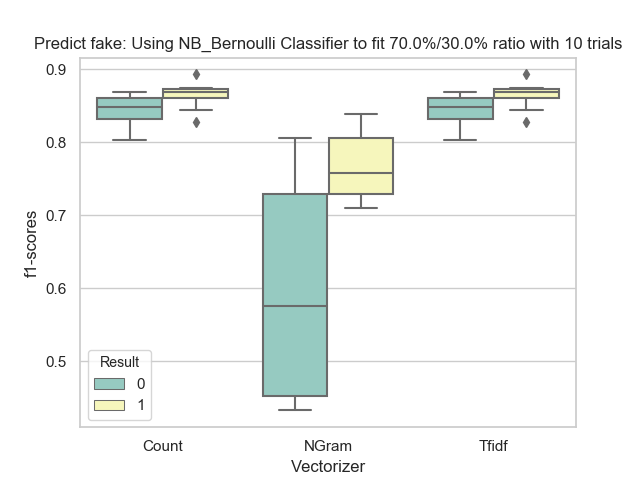 Predict fake: Using NB_Bernoulli Classifier to fit 70.0%/30.0% ratio with 10 trials
0.9
0.8
0.7
0.6
0.5
f1-scores
Result
0
1
Count NGram Tfidf
Vectorizer